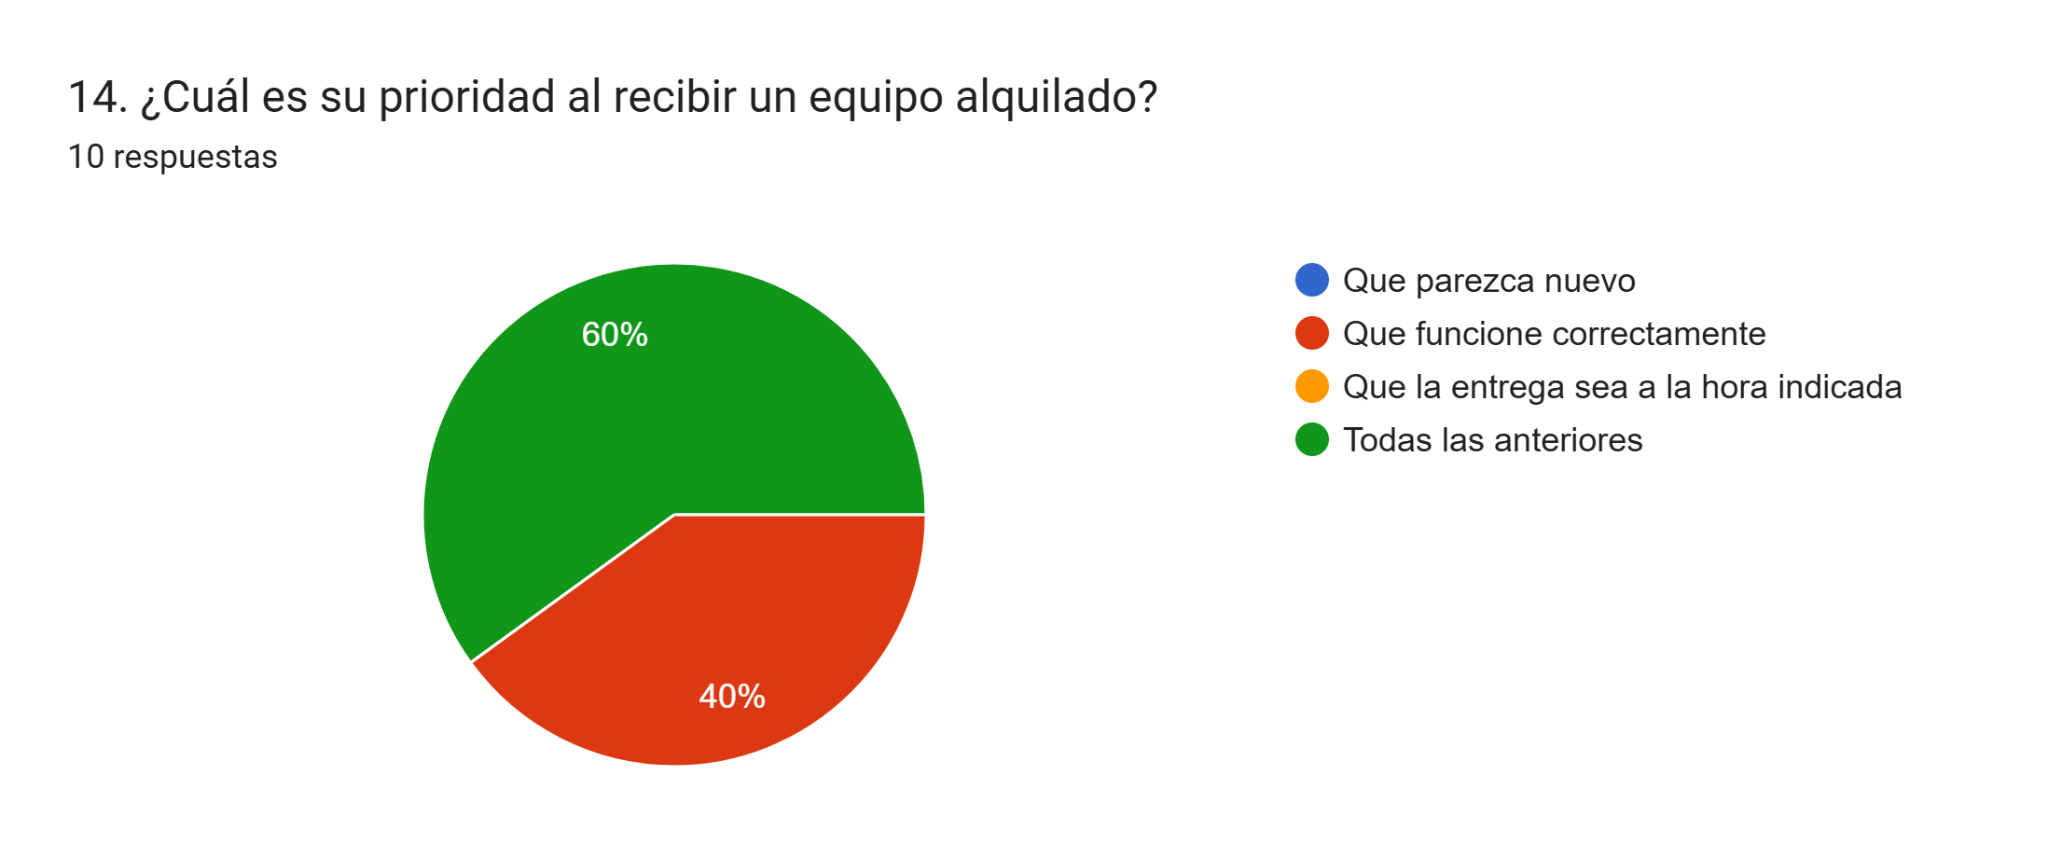 14. ¿Cuál es su prioridad al recibir un equipo alquilado?
10 respuestas
60%
40%
Que parezca nuevo
Que funcione correctamente
Que la entrega sea a la hora indicada
Todas las anteriores